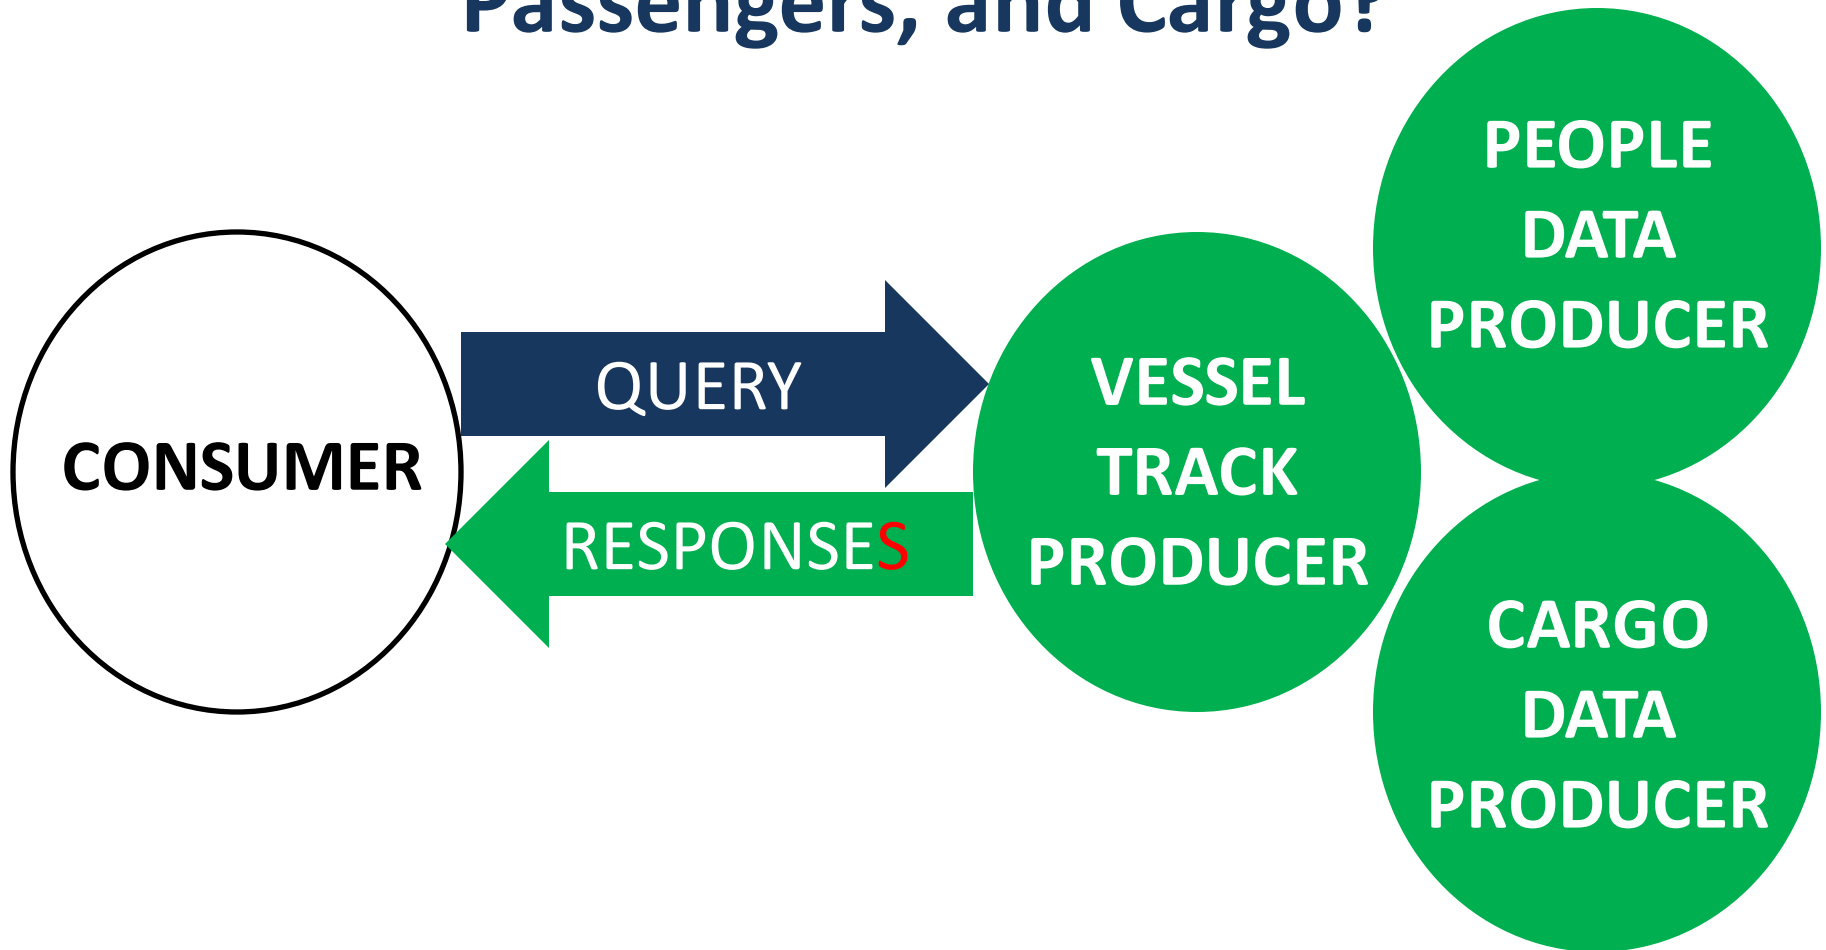 Passengers, and Cargo?
PEOPLE
DATA
PRODUCER
QUERY
VESSEL
TRACK
PRODUCER
CONSUMER
RESPONSES
CARGO
DATA
PRODUCER